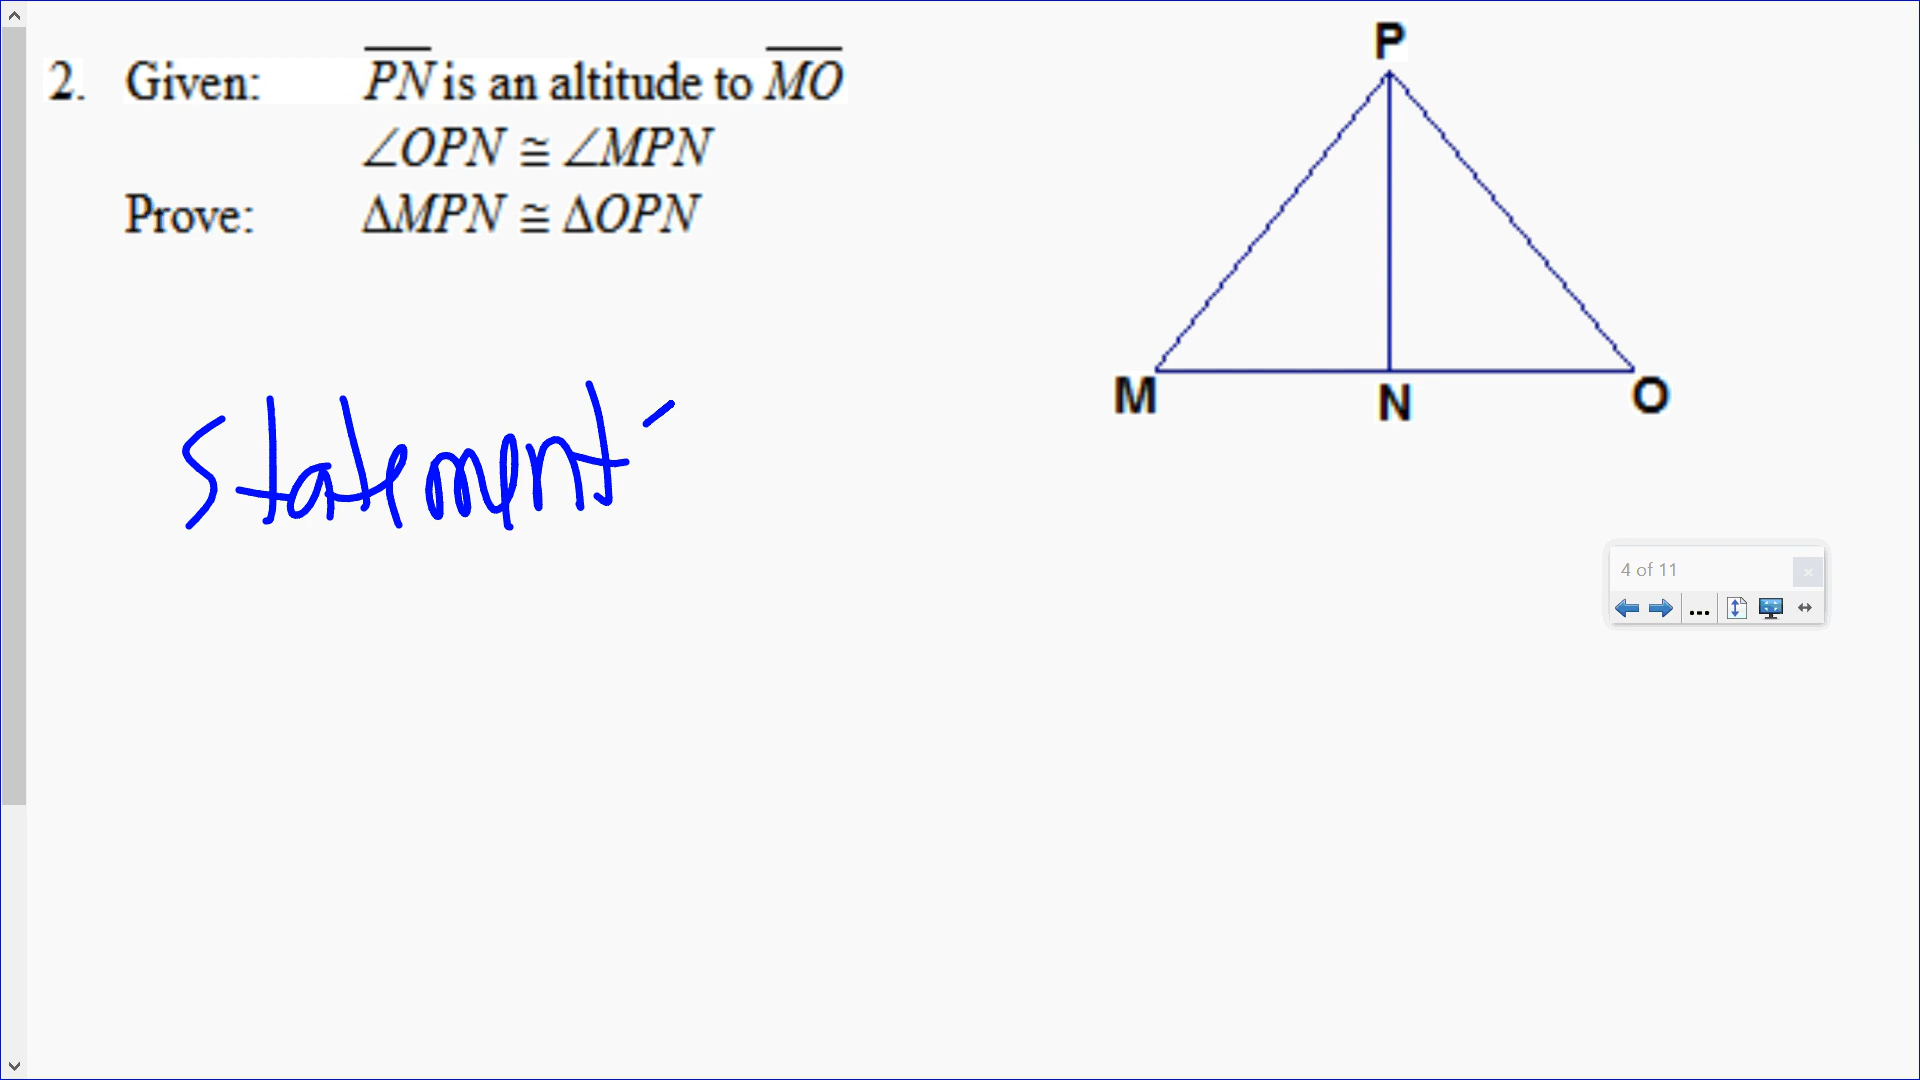 2. Given: PN is an altitude to MO
∠OPN ≅ ∠MPN
Prove: ΔMPN ≅ ΔOPN
P
M
N
O
Statement
4 of 11